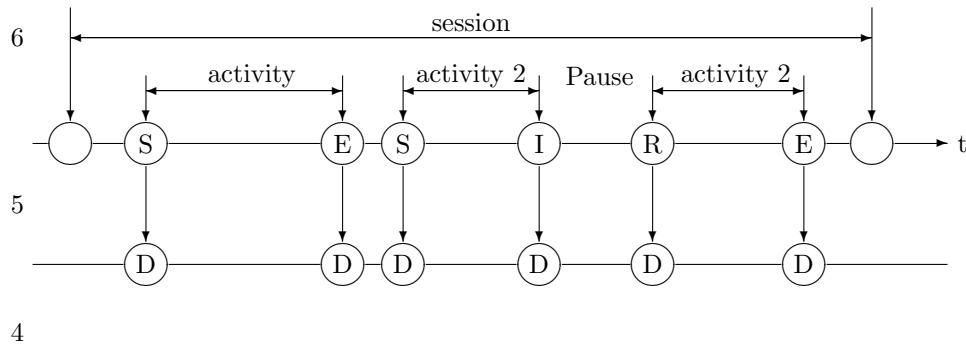 6 session
activity activity 2 Pause activity 2
S E S I R E t
5
D D D D D D
4